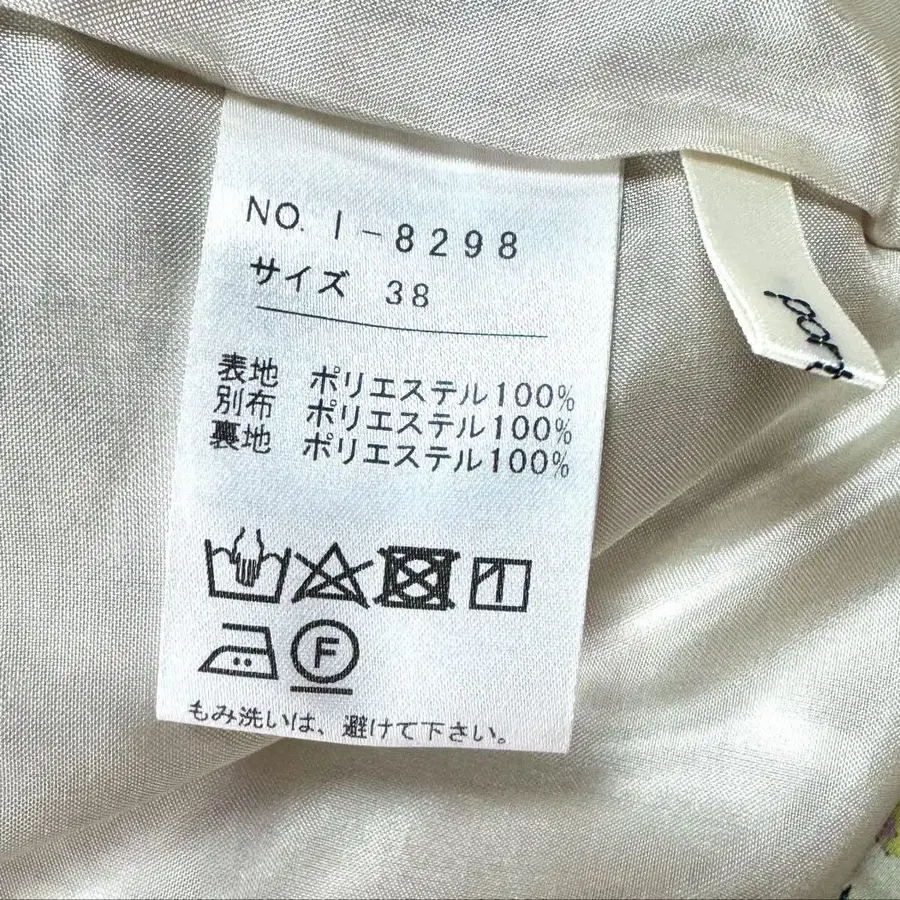 NO. I-8298
サイズ 38
表地 ポリエステル100%
別布 ポリエステル100%
裏地 ポリエステル100%
F
もみ洗いは、避けて下さい。